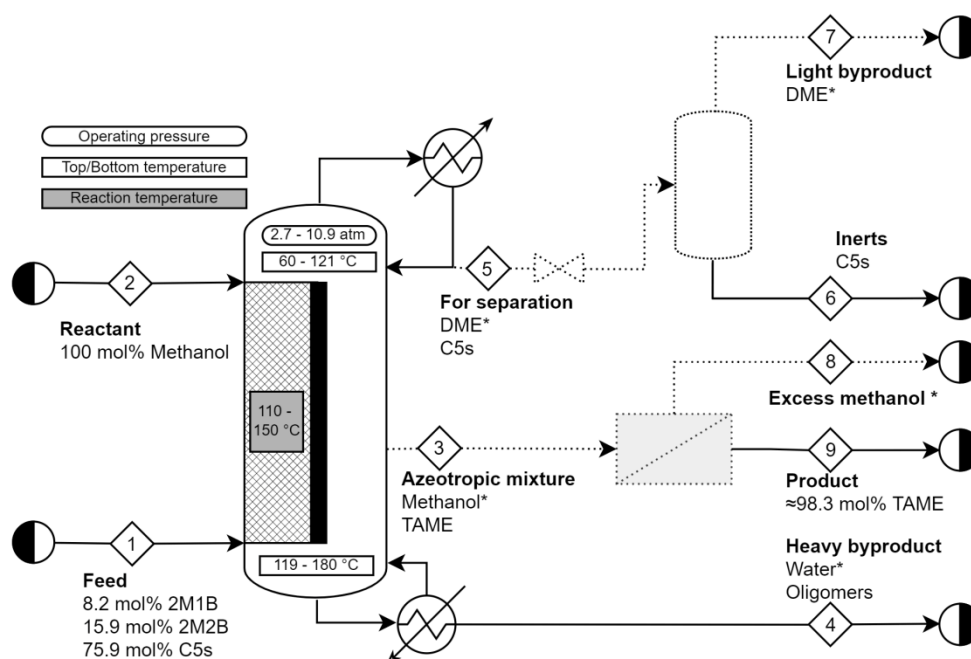 7
Light byproduct
DME*
Operating pressure
Top/Bottom temperature
Reaction temperature
2.7 - 10.9 atm
60 - 121 °C
2
Reactant
100 mol% Methanol
5
For separation
DME*
C5s
Inerts
C5s
6
8
Excess methanol *
110 -
150 °C
3
Azeotropic mixture
Methanol*
TAME
9
Product
≈98.3 mol% TAME
1
Feed
8.2 mol% 2M1B
15.9 mol% 2M2B
75.9 mol% C5s
119 - 180 °C
Heavy byproduct
Water*
Oligomers
4